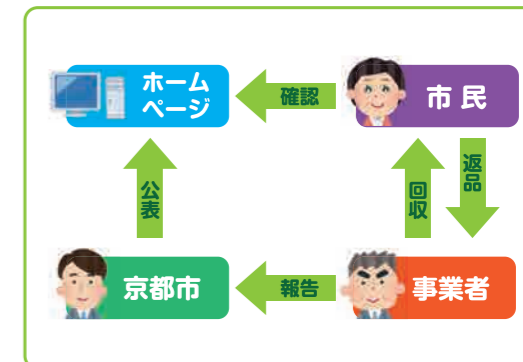 ホーム
ページ
確認
市民
公表
回収
返品
京都市
報告
事業者